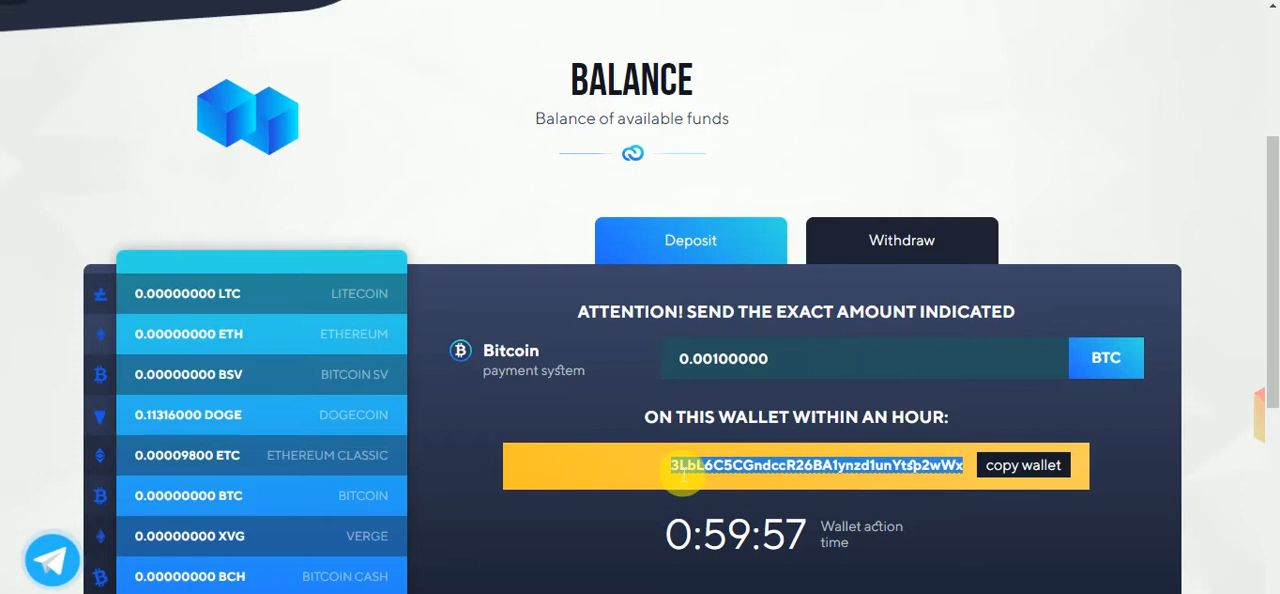 BALANCE
Balance of available funds
Deposit
Withdraw
0.00000000 LTC LITECOIN
0.00000000 ETH ETHEREUM
0.00000000 BSV BITCOIN SV
0.11316000 DOGE DOGECOIN
0.00009800 ETC ETHEREUM CLASSIC
0.00000000 BTC BITCOIN
0.00000000 XVG VERGE
0.00000000 BCH BITCOIN CASH
ATTENTION! SEND THE EXACT AMOUNT INDICATED
Bitcoin
payment system
0.00100000 BTC
ON THIS WALLET WITHIN AN HOUR:
3LbL6C5CGndccR26BA1ynzd1unYtsp2wWx copy wallet
0:59:57
Wallet action
time